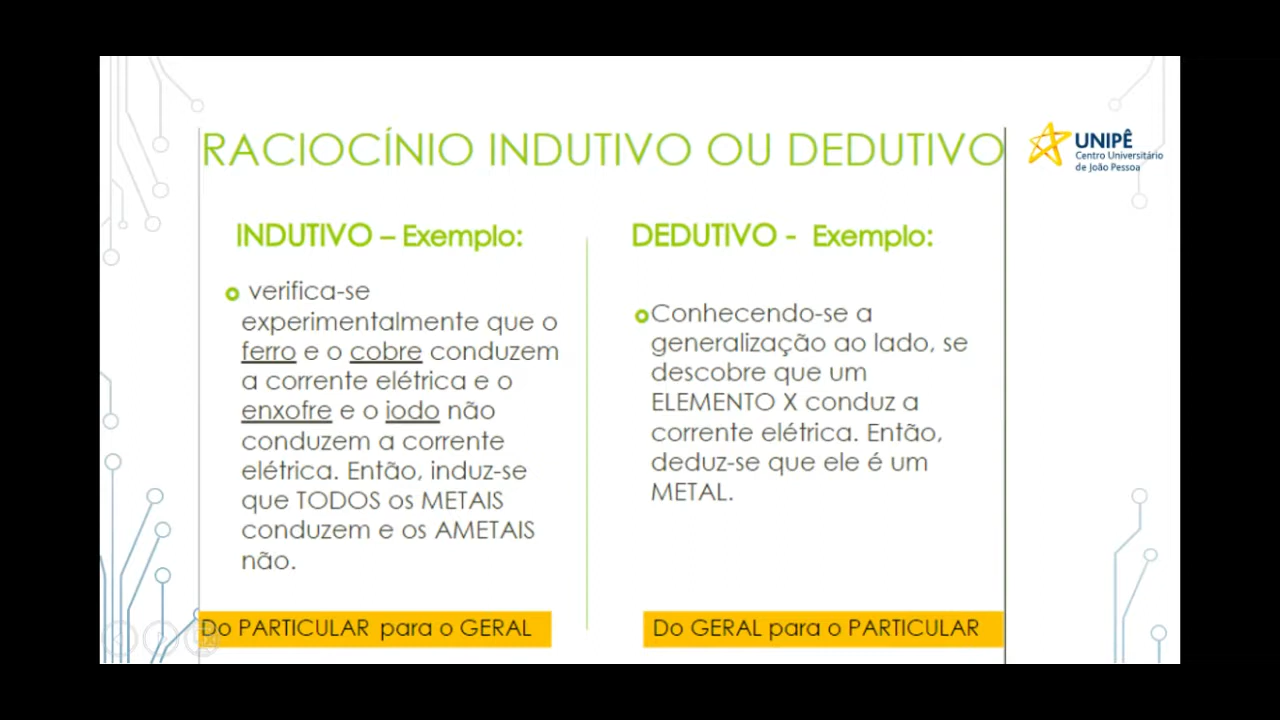 RACIOCÍNIO INDUTIVO OU DEDUTIVO
UNIPÊ
Centro Universitário
de João Pessoa
INDUTIVO – Exemplo:
verifica-se
experimentalmente que o
ferro e o cobre conduzem
a corrente elétrica e o
enxofre e o iodo não
conduzem a corrente
elétrica. Então, induz-se
que TODOS os METAIS
conduzem e os AMETAIS
não.
Do PARTICULAR para o GERAL
DEDUTIVO - Exemplo:
Conhecendo-se a
generalização ao lado, se
descobre que um
ELEMENTO X conduz a
corrente elétrica. Então,
deduz-se que ele é um
METAL.
Do GERAL para o PARTICULAR